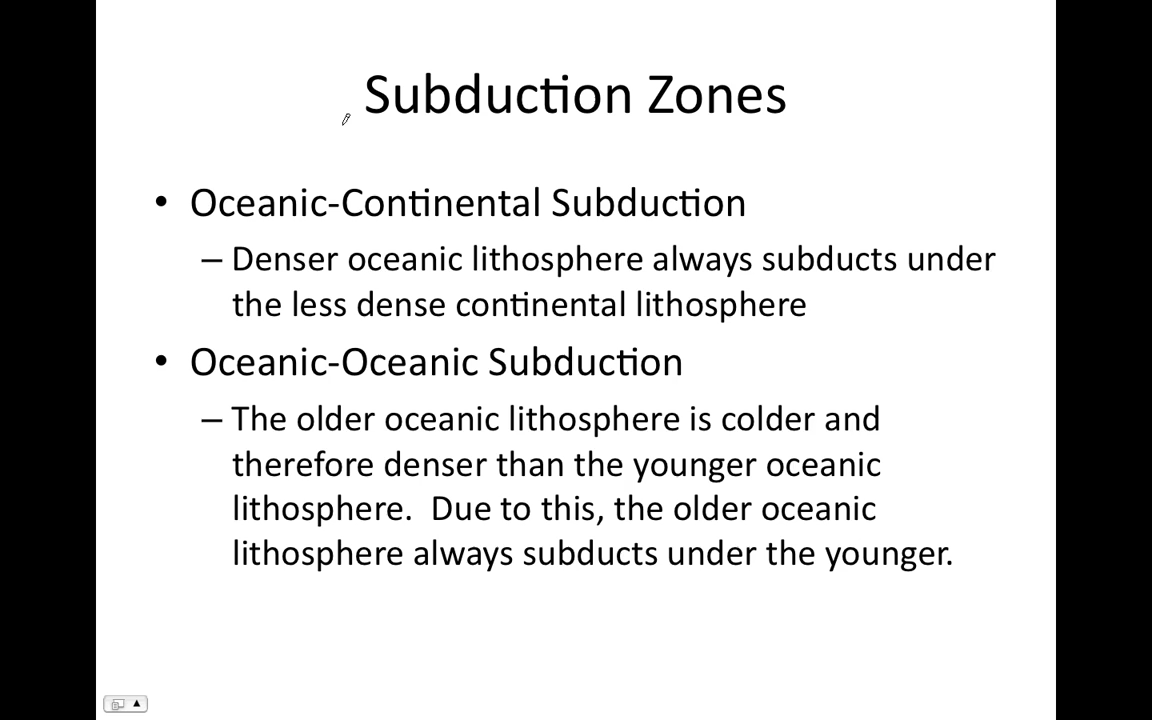 Subduction Zones
• Oceanic-Continental Subduction
– Denser oceanic lithosphere always subducts under
the less dense continental lithosphere
• Oceanic-Oceanic Subduction
– The older oceanic lithosphere is colder and
therefore denser than the younger oceanic
lithosphere.  Due to this, the older oceanic
lithosphere always subducts under the younger.